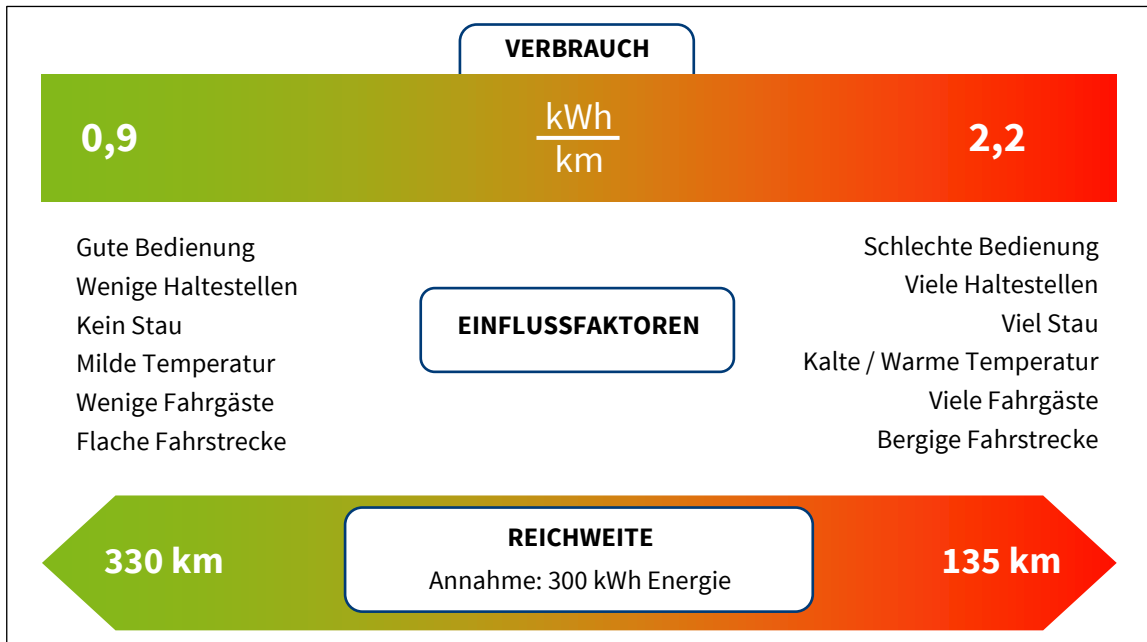 VERBRAUCH
0,9
kWh
km
2,2
Gute Bedienung
Wenige Haltestellen
Kein Stau
Milde Temperatur
Wenige Fahrgäste
Flache Fahrstrecke
EINFLUSSFAKTOREN
Schlechte Bedienung
Viele Haltestellen
Viel Stau
Kalte / Warme Temperatur
Viele Fahrgäste
Bergige Fahrstrecke
330 km
REICHWEITE
Annahme: 300 kWh Energie
135 km